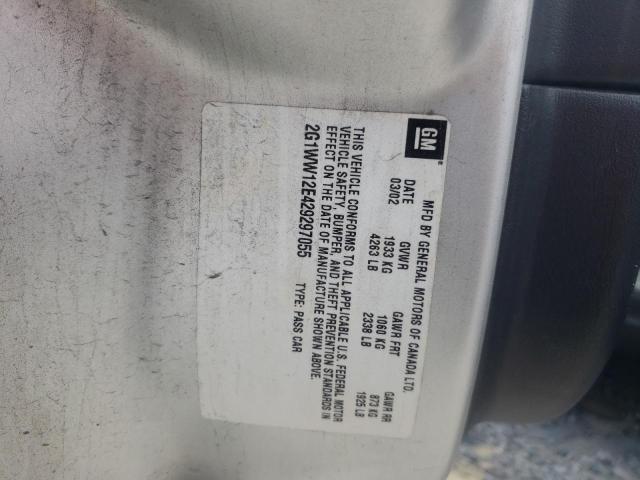 GM
MFD BY GENERAL MOTORS OF CANADA LTD.
DATE GVWR GAWR FRT GAWR RR
03/02 1933 KG 1060 KG 873 KG
4263 LB 2338 LB 1925 LB
THIS VEHICLE CONFORMS TO ALL APPLICABLE U.S. FEDERAL MOTOR
VEHICLE SAFETY, BUMPER, AND THEFT PREVENTION STANDARDS IN
EFFECT ON THE DATE OF MANUFACTURE SHOWN ABOVE.
2G1WW12E429297055 TYPE: PASS CAR